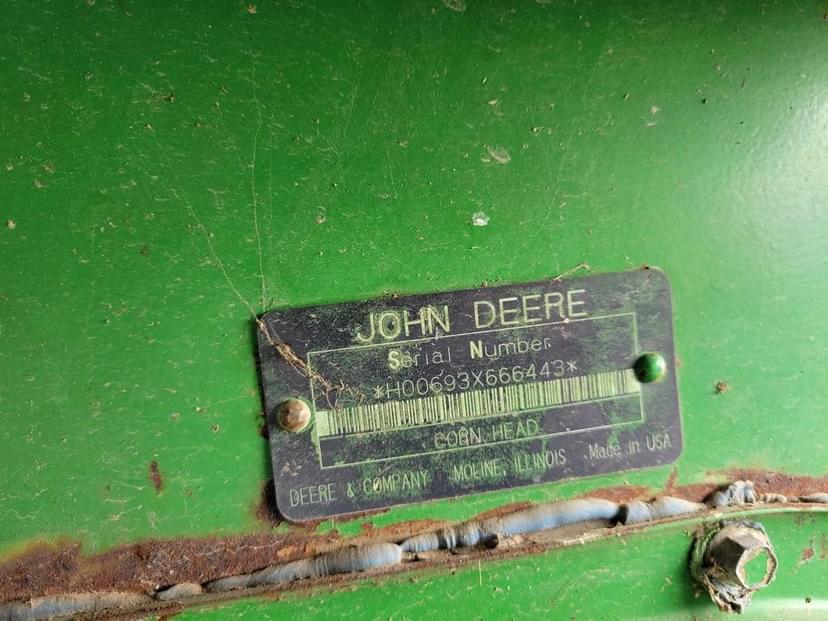 JOHN DEERE
Serial Number
*H00693X666443*
CORN HEAD
DEERE & COMPANY MOLINE, ILLINOIS Made in USA